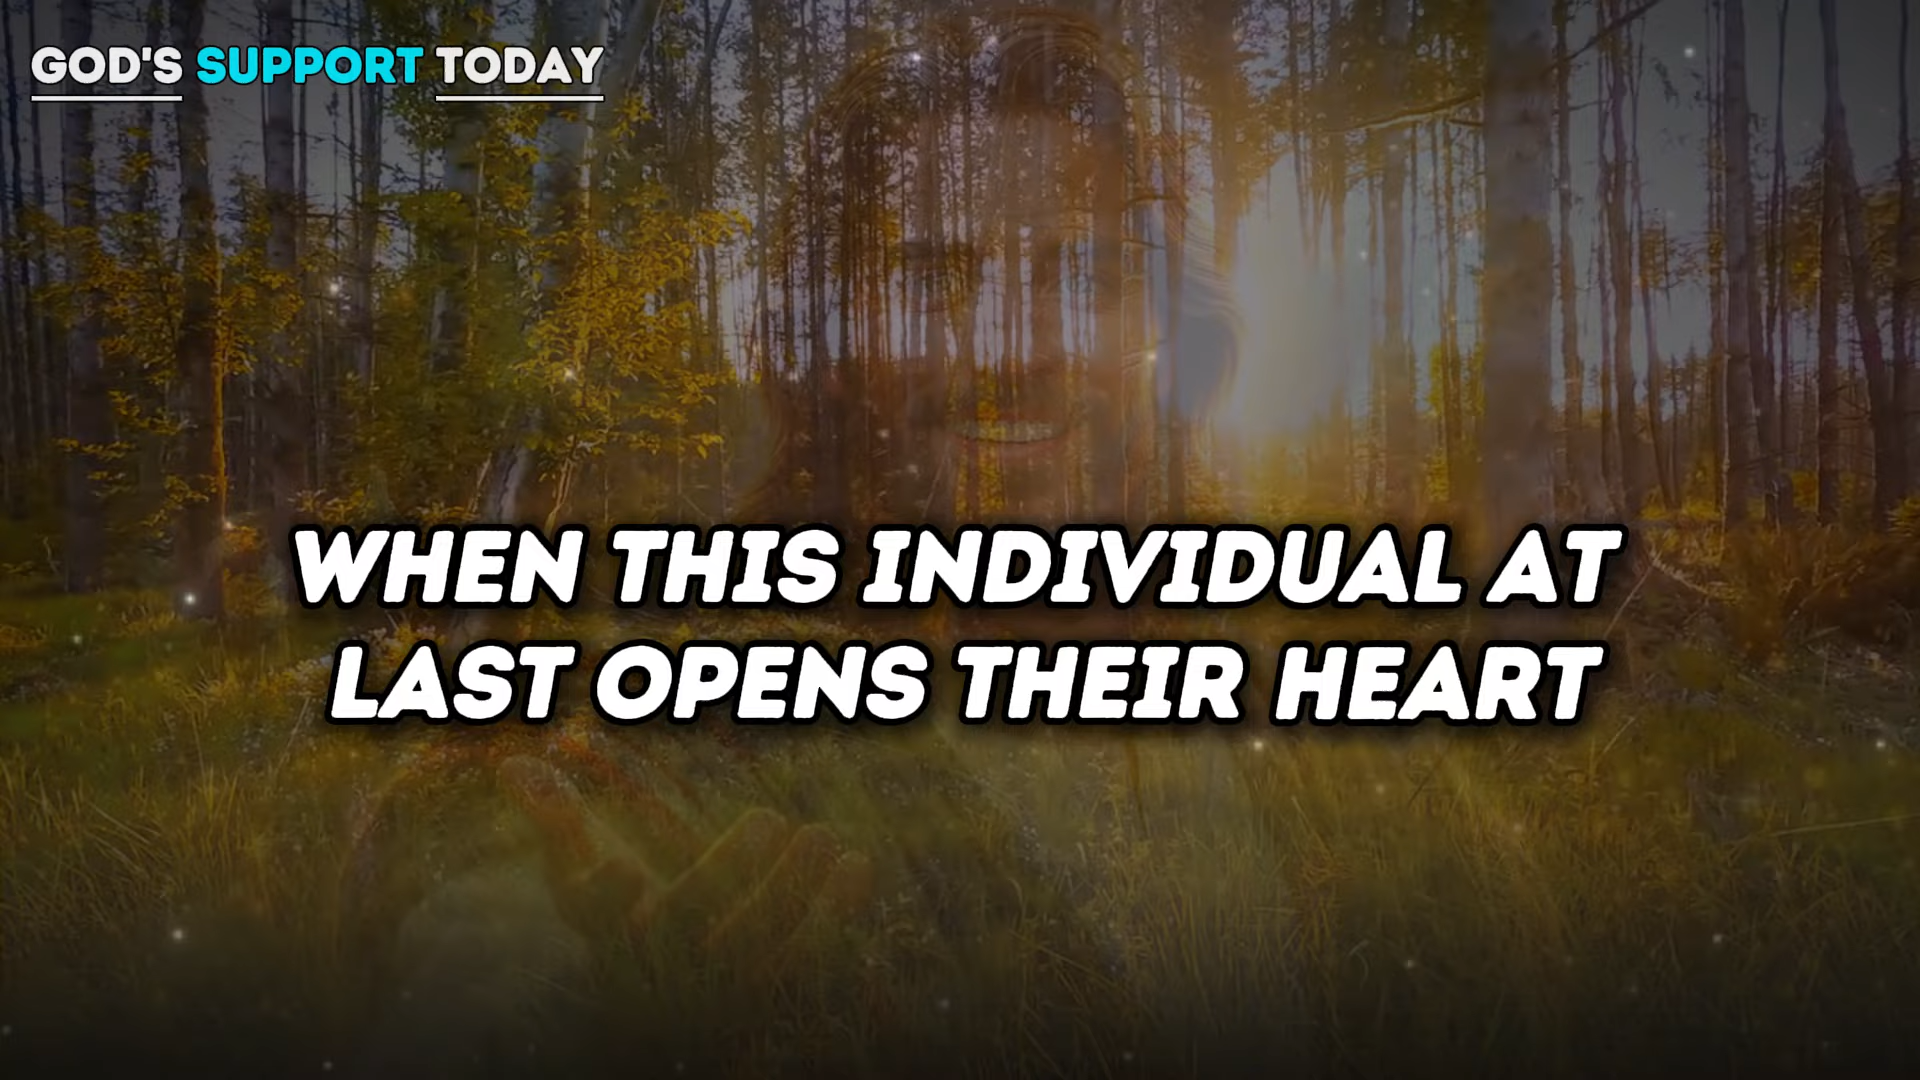 GOD'S SUPPORT TODAY
WHEN THIS INDIVIDUAL AT
LAST OPENS THEIR HEART